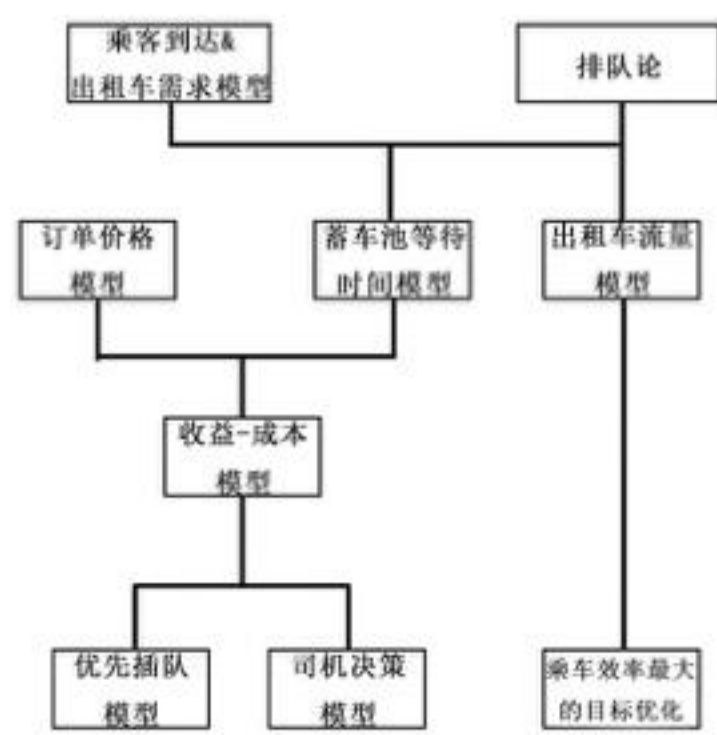 乘客到达&
出租车需求模型
排队论
订单价格
模型
蓄车池等待
时间模型
出租车流量
模型
收益-成本
模型
优先插队
模型
司机决策
模型
乘车效率最大
的目标优化